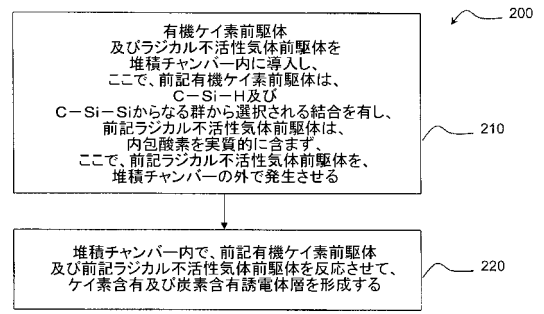 200
有機ケイ素前駆体
及びラジカル不活性気体前駆体を
堆積チャンバー内に導入し、
ここで、前記有機ケイ素前駆体は、
C－Si－H及び
C－Si－Siからなる群から選択される結合を有し、
前記ラジカル不活性気体前駆体は、
内包酸素を実質的に含まず、
ここで、前記ラジカル不活性気体前駆体を、
堆積チャンバーの外で発生させる
210
堆積チャンバー内で、前記有機ケイ素前駆体
及び前記ラジカル不活性気体前駆体を反応させて、
ケイ素含有及び炭素含有誘電体層を形成する
220